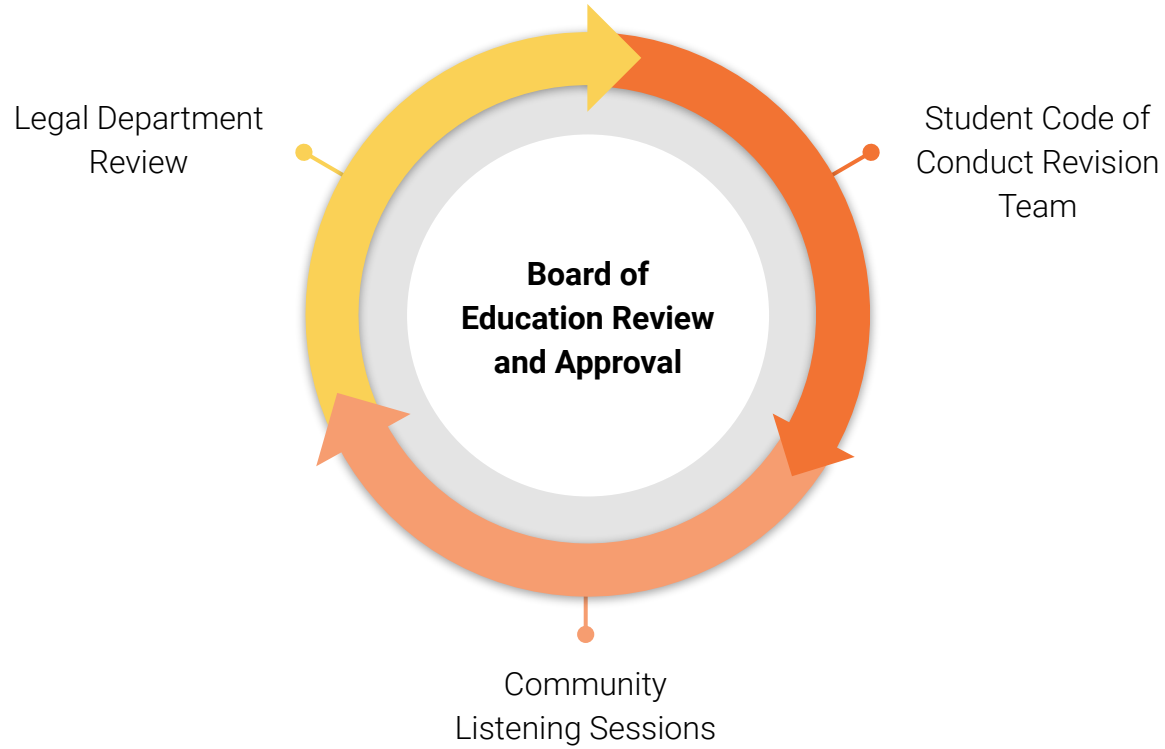 Legal Department
Review
Student Code of
Conduct Revision
Team
Board of
Education Review
and Approval
Community
Listening Sessions